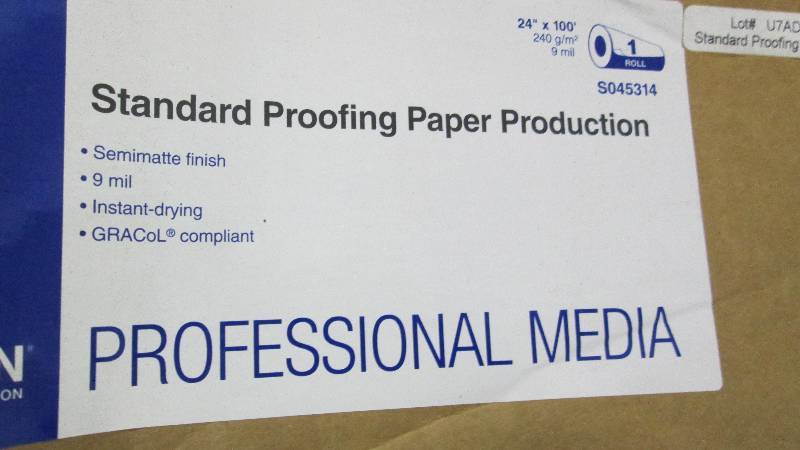 24" x 100'
240 g/m²
9 mil
1
ROLL
S045314
Lot# U7AD
Standard Proofing
Standard Proofing Paper Production
• Semimatte finish
• 9 mil
• Instant-drying
• GRACoL® compliant
PROFESSIONAL MEDIA
N®
ON